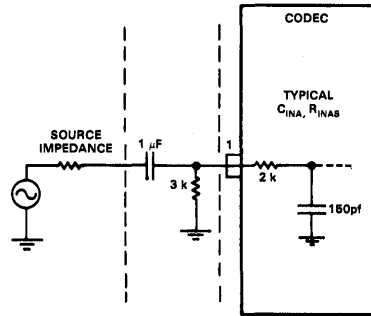 CODEC
TYPICAL
C_INA, R_INAS
SOURCE
IMPEDANCE
1 μF
1
3 k
2 k
150pf